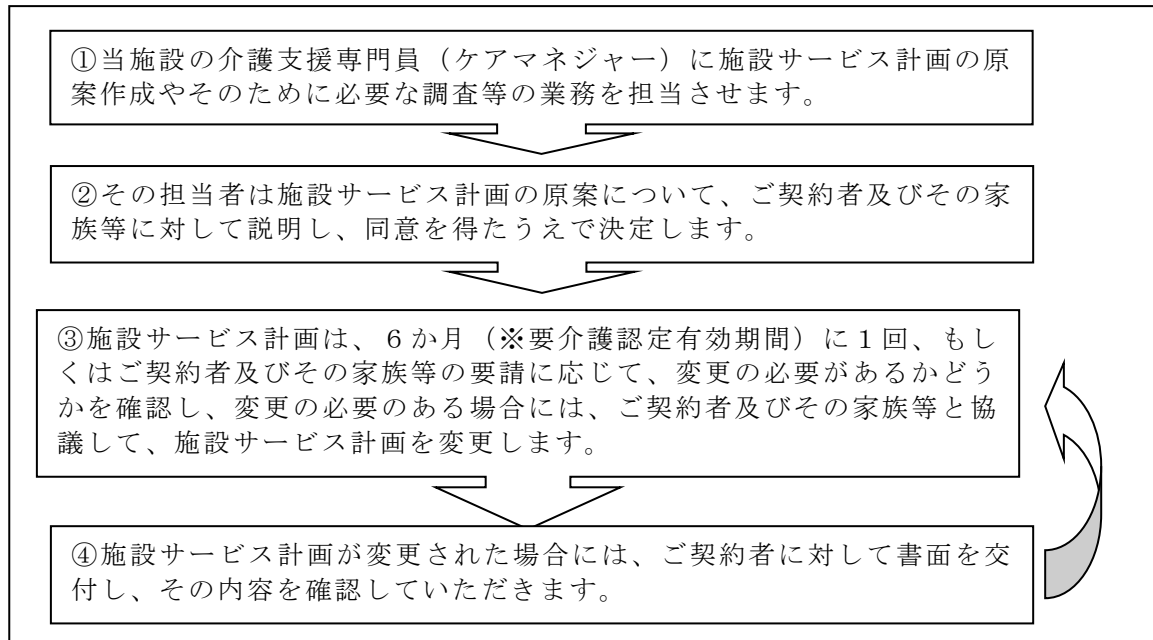 ①当施設の介護支援専門員（ケアマネジャー）に施設サービス計画の原
案作成やそのために必要な調査等の業務を担当させます。
②その担当者は施設サービス計画の原案について、ご契約者及びその家
族等に対して説明し、同意を得たうえで決定します。
③施設サービス計画は、６か月（※要介護認定有効期間）に１回、もし
くはご契約者及びその家族等の要請に応じて、変更の必要があるかどう
かを確認し、変更の必要のある場合には、ご契約者及びその家族等と協
議して、施設サービス計画を変更します。
④施設サービス計画が変更された場合には、ご契約者に対して書面を交
付し、その内容を確認していただきます。